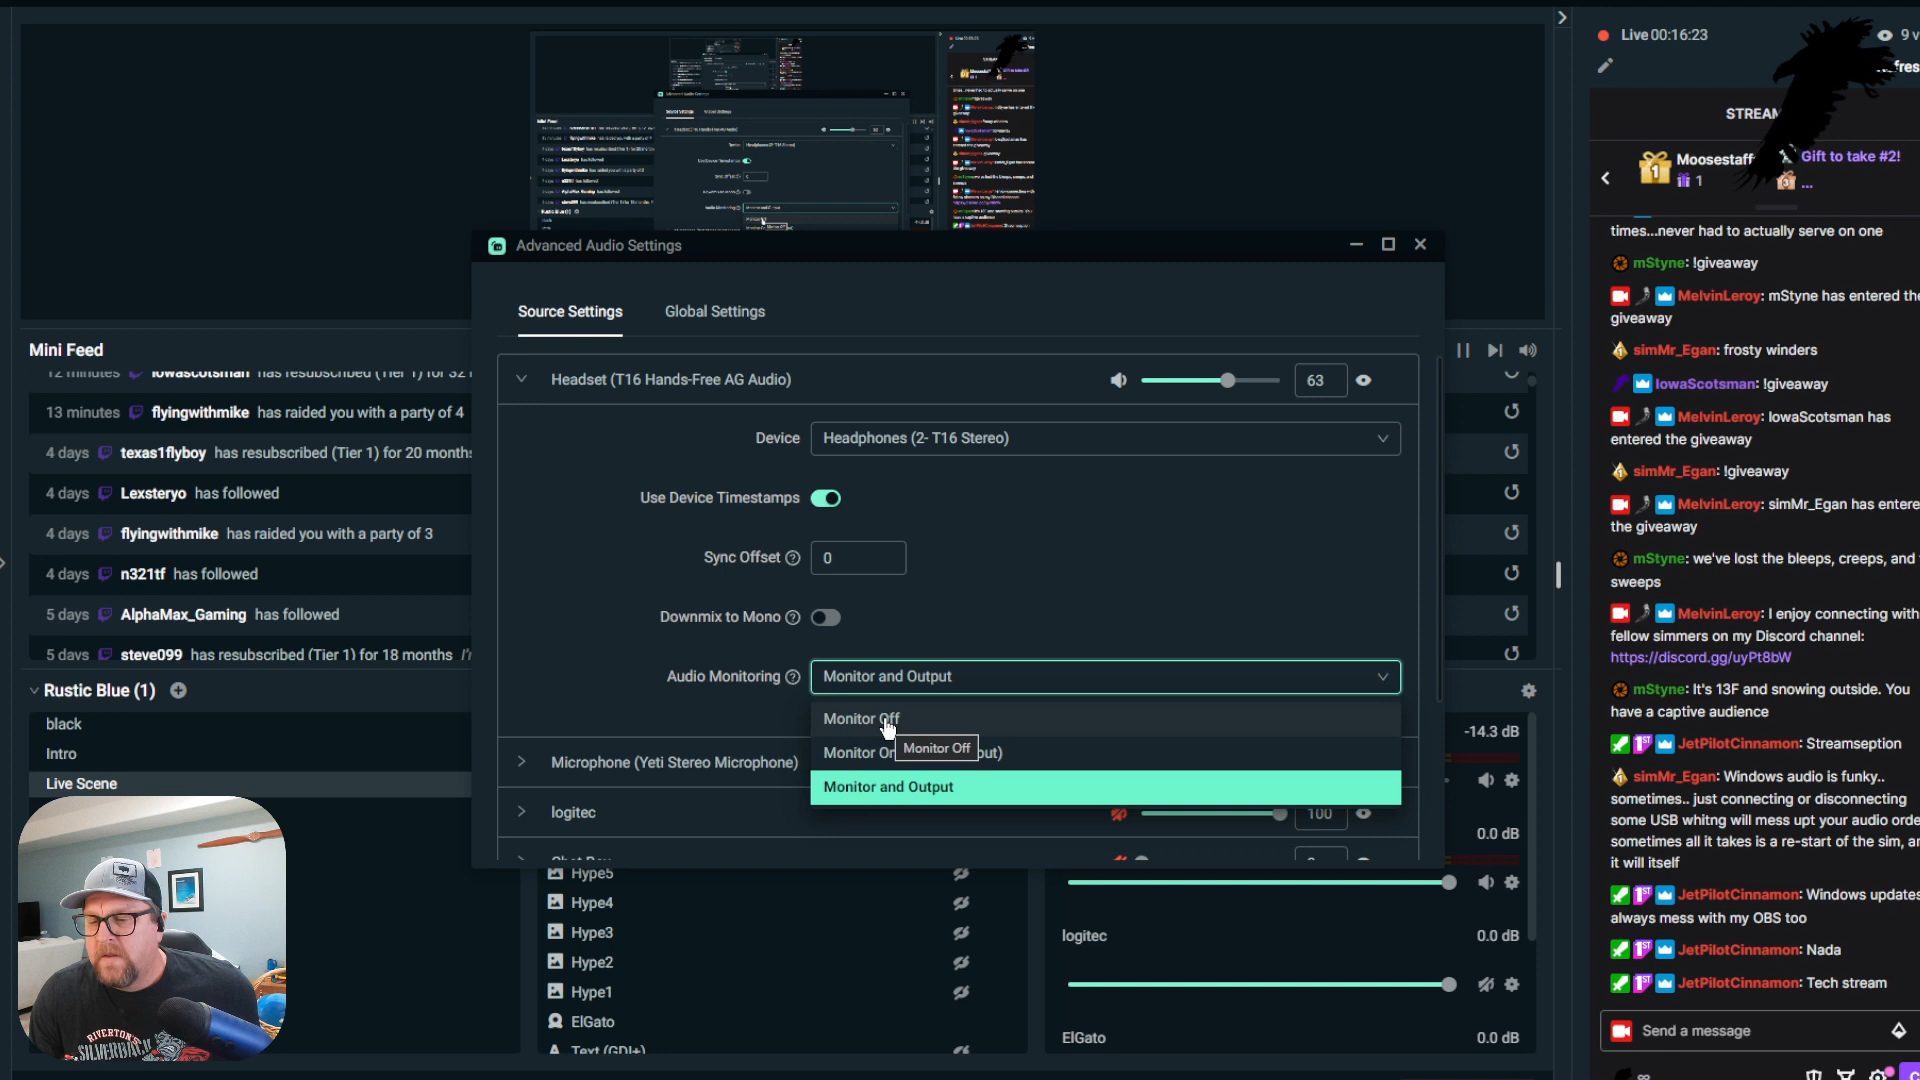 Live 00:16:23
9 v
STREAM
Moosestaff
1
Gift to take #2!
...
Advanced Audio Settings
Source Settings
Global Settings
Mini Feed
13 minutes flyingwithmike has raided you with a party of 4
4 days texas1flyboy has resubscribed (Tier 1) for 20 months
4 days Lexsteryo has followed
4 days flyingwithmike has raided you with a party of 3
4 days n321tf has followed
5 days AlphaMax_Gaming has followed
5 days steve099 has resubscribed (Tier 1) for 18 months
Rustic Blue (1)
black
Intro
Live Scene
Headset (T16 Hands-Free AG Audio)
63
Device
Headphones (2- T16 Stereo)
Use Device Timestamps
Sync Offset
0
Downmix to Mono
Audio Monitoring
Monitor and Output
Monitor Off
Monitor Off
Monitor and Output
Microphone (Yeti Stereo Microphone)
logitec
100
-14.3 dB
0.0 dB
Hype5
Hype4
Hype3
Hype2
Hype1
ElGato
Text (GDI+)
logitec
0.0 dB
ElGato
0.0 dB
times...never had to actually serve on one
mStyne: !giveaway
MelvinLeroy: mStyne has entered the
giveaway
simMr_Egan: frosty winders
IowaScotsman: !giveaway
MelvinLeroy: IowaScotsman has
entered the giveaway
simMr_Egan: !giveaway
MelvinLeroy: simMr_Egan has entere
the giveaway
mStyne: we've lost the bleeps, creeps, and
sweeps
MelvinLeroy: I enjoy connecting with
fellow simmers on my Discord channel:
https://discord.gg/uyPt8bW
mStyne: It's 13F and snowing outside. You
have a captive audience
JetPilotCinnamon: Streamseption
simMr_Egan: Windows audio is funky..
sometimes.. just connecting or disconnecting
some USB whitng will mess upt your audio orde
sometimes all it takes is a re-start of the sim, an
it will itself
JetPilotCinnamon: Windows updates
always mess with my OBS too
JetPilotCinnamon: Nada
JetPilotCinnamon: Tech stream
Send a message
RIVERTON'S
SILVERBACK